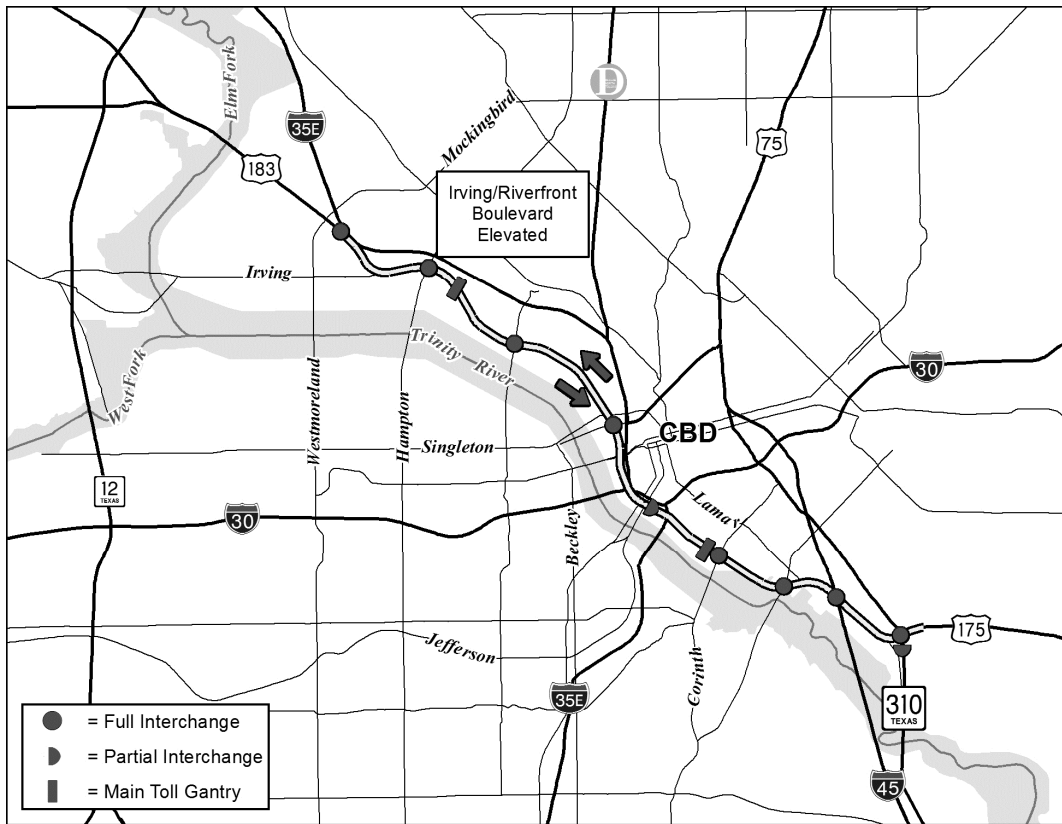 Elm Fork
35E
Mockingbird
75
183
Irving/Riverfront
Boulevard
Elevated
Irving
Trinity River
West Fork
30
Westmoreland
Hampton
Singleton
CBD
12
TEXAS
30
Lamar
Beckley
175
Jefferson
Corinth
35E
310
TEXAS
45
= Full Interchange
= Partial Interchange
= Main Toll Gantry